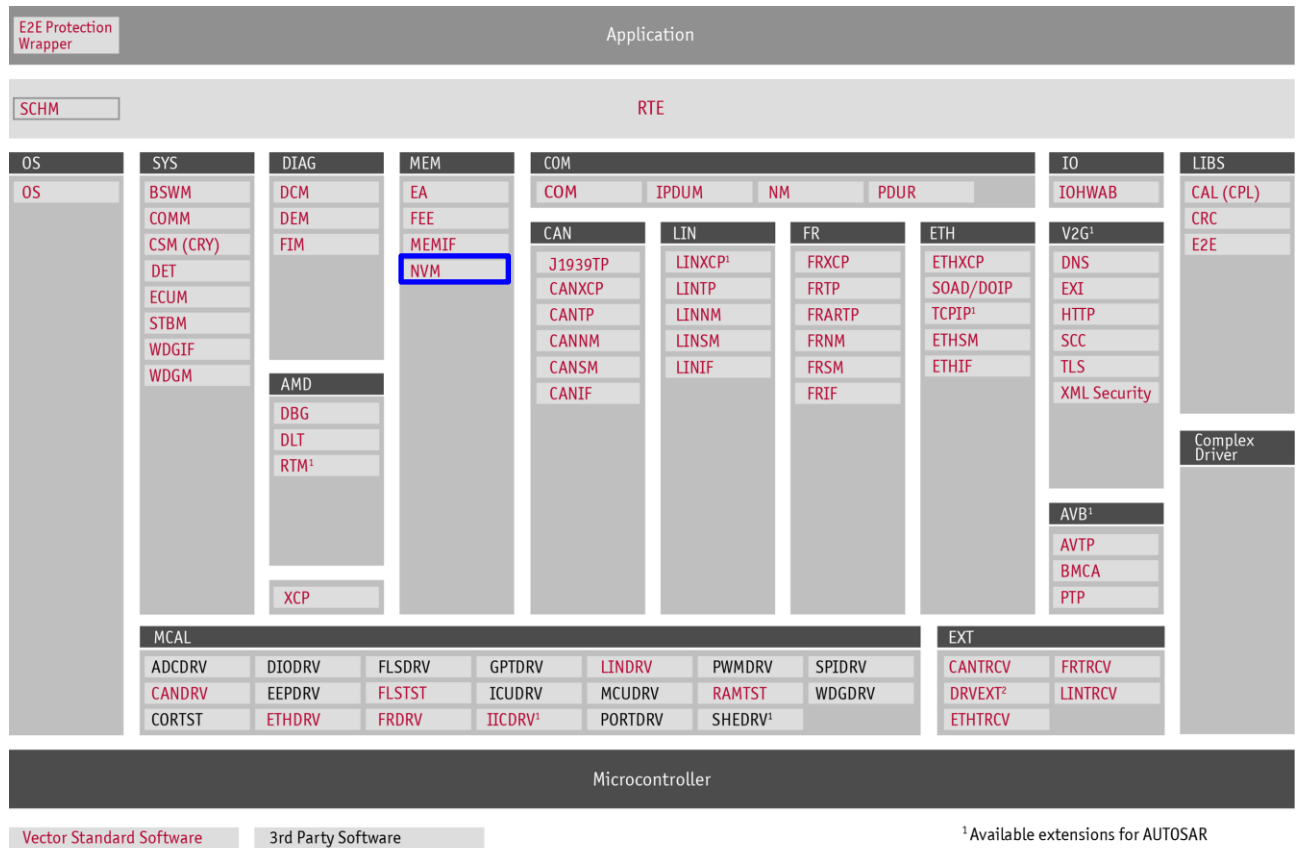 E2E Protection
Wrapper
Application
SCHM
RTE
OS
OS
SYS
BSWM
COMM
CSM (CRY)
DET
ECUM
STBM
WDGIF
WDGM
DIAG
DCM
DEM
FIM
AMD
DBG
DLT
RTM¹
XCP
MEM
EA
FEE
MEMIF
NVM
COM
COM IPDUM NM PDUR
CAN
J1939TP
CANXCP
CANTP
CANNM
CANSM
CANIF
LIN
LINXCP¹
LINTP
LINNM
LINSM
LINIF
FR
FRXCP
FRTP
FRARTP
FRNM
FRSM
FRIF
ETH
ETHXCP
SOAD/DOIP
TCPIP¹
ETHSM
ETHIF
IO
IOHWAB
V2G¹
DNS
EXI
HTTP
SCC
TLS
XML Security
AVB¹
AVTP
BMCA
PTP
LIBS
CAL (CPL)
CRC
E2E
Complex
Driver
MCAL
ADCDRV DIODRV FLSDRV GPTDRV LINDRV PWMDRV SPIDRV
CANDRV EEPDRV FLSTST ICUDRV MCUDRV RAMTST WDGDRV
CORTST ETHDRV FRDRV IICDRV¹ PORTDRV SHEDRV¹
EXT
CANTRCV FRTRCV
DRVEXT² LINTRCV
ETHTRCV
Microcontroller
Vector Standard Software 3rd Party Software
¹ Available extensions for AUTOSAR